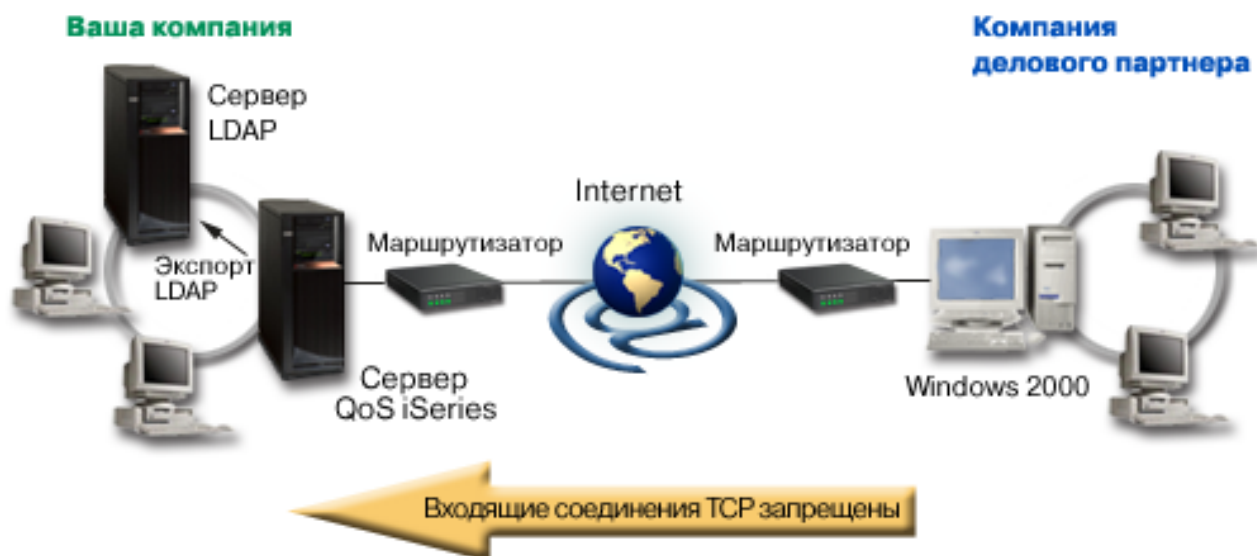 Ваша компания
Компания
делового партнера
Сервер
LDAP
Internet
Маршрутизатор
Маршрутизатор
Экспорт
LDAP
Сервер
QoS iSeries
Windows 2000
Входящие соединения TCP запрещены